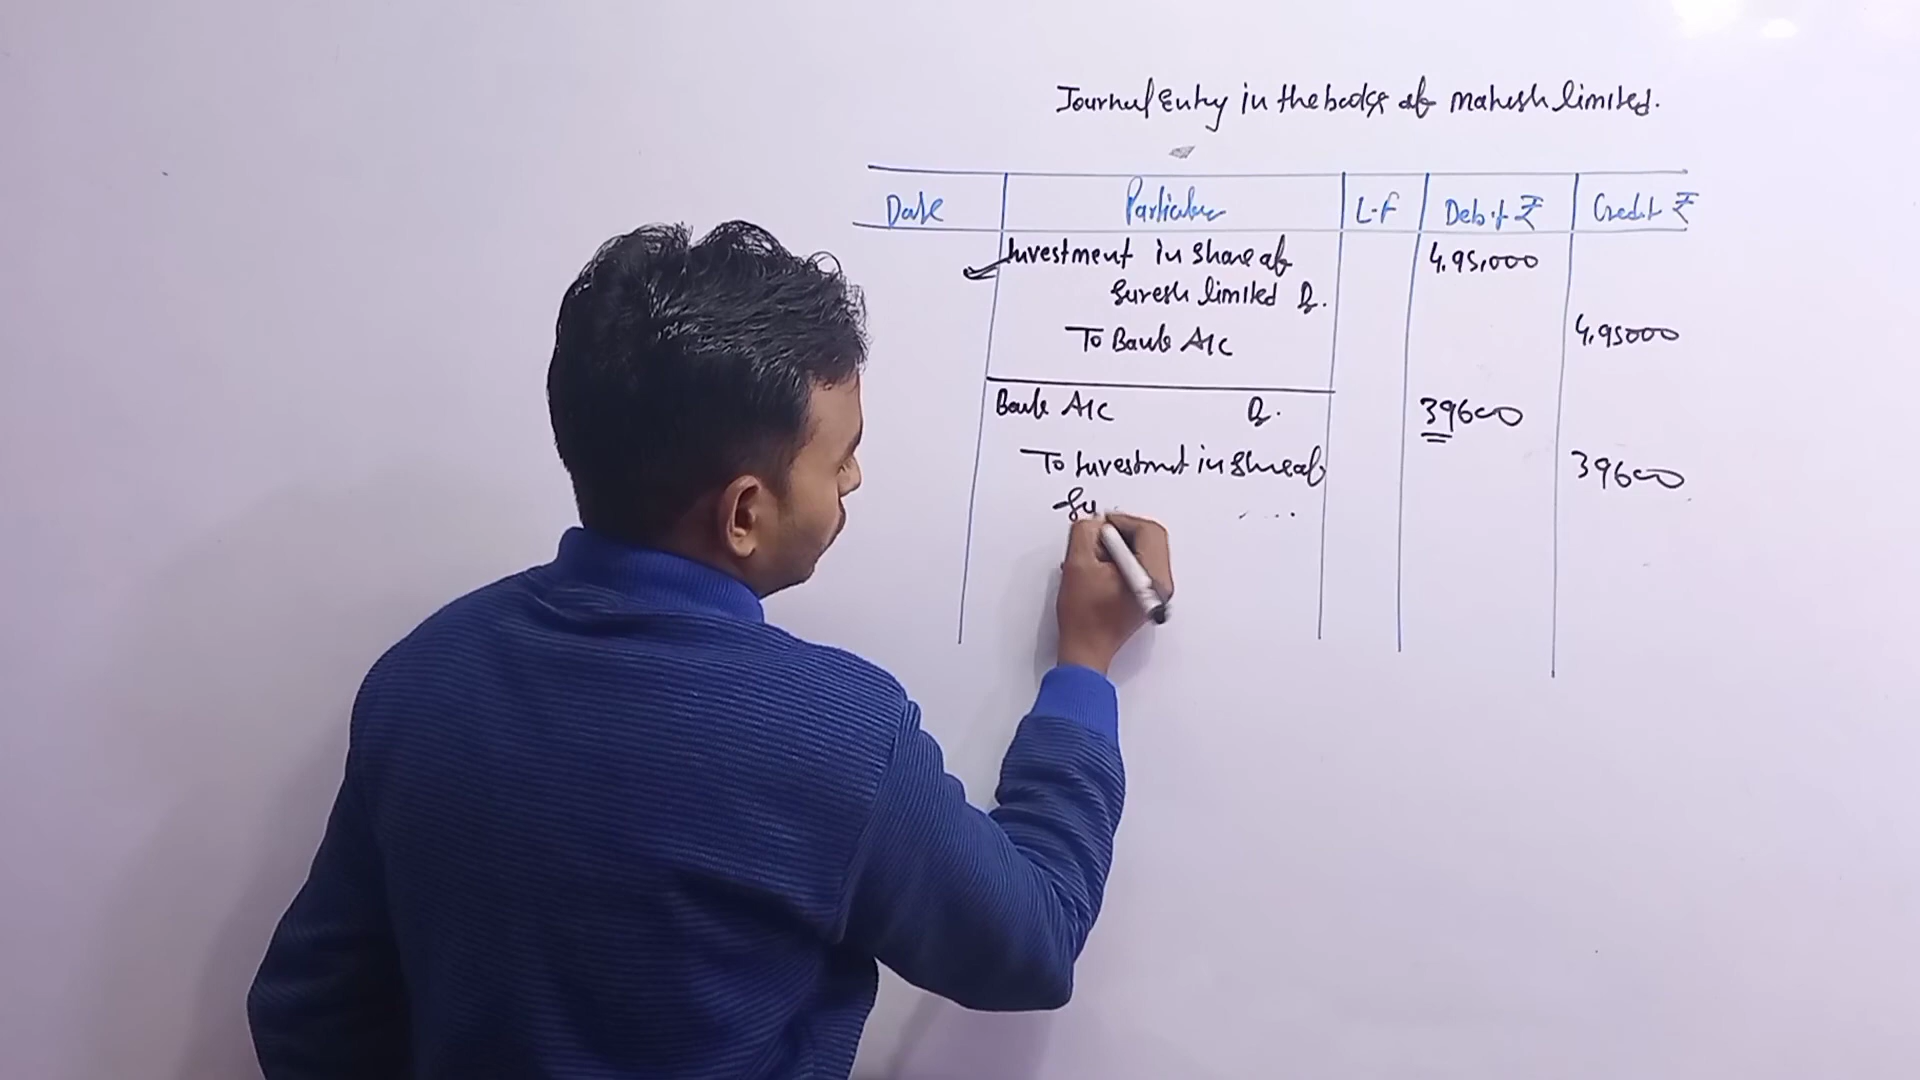 Journal Entry in the books of Mahesh limited.
Date Particular L.F Debit ₹ Credit ₹
Investment in Share of 4,95,000
Suresh limited Dr.
To Bank A/C 4,95000
Bank A/C Dr. 39600
To Investment in Share of 39600
Su